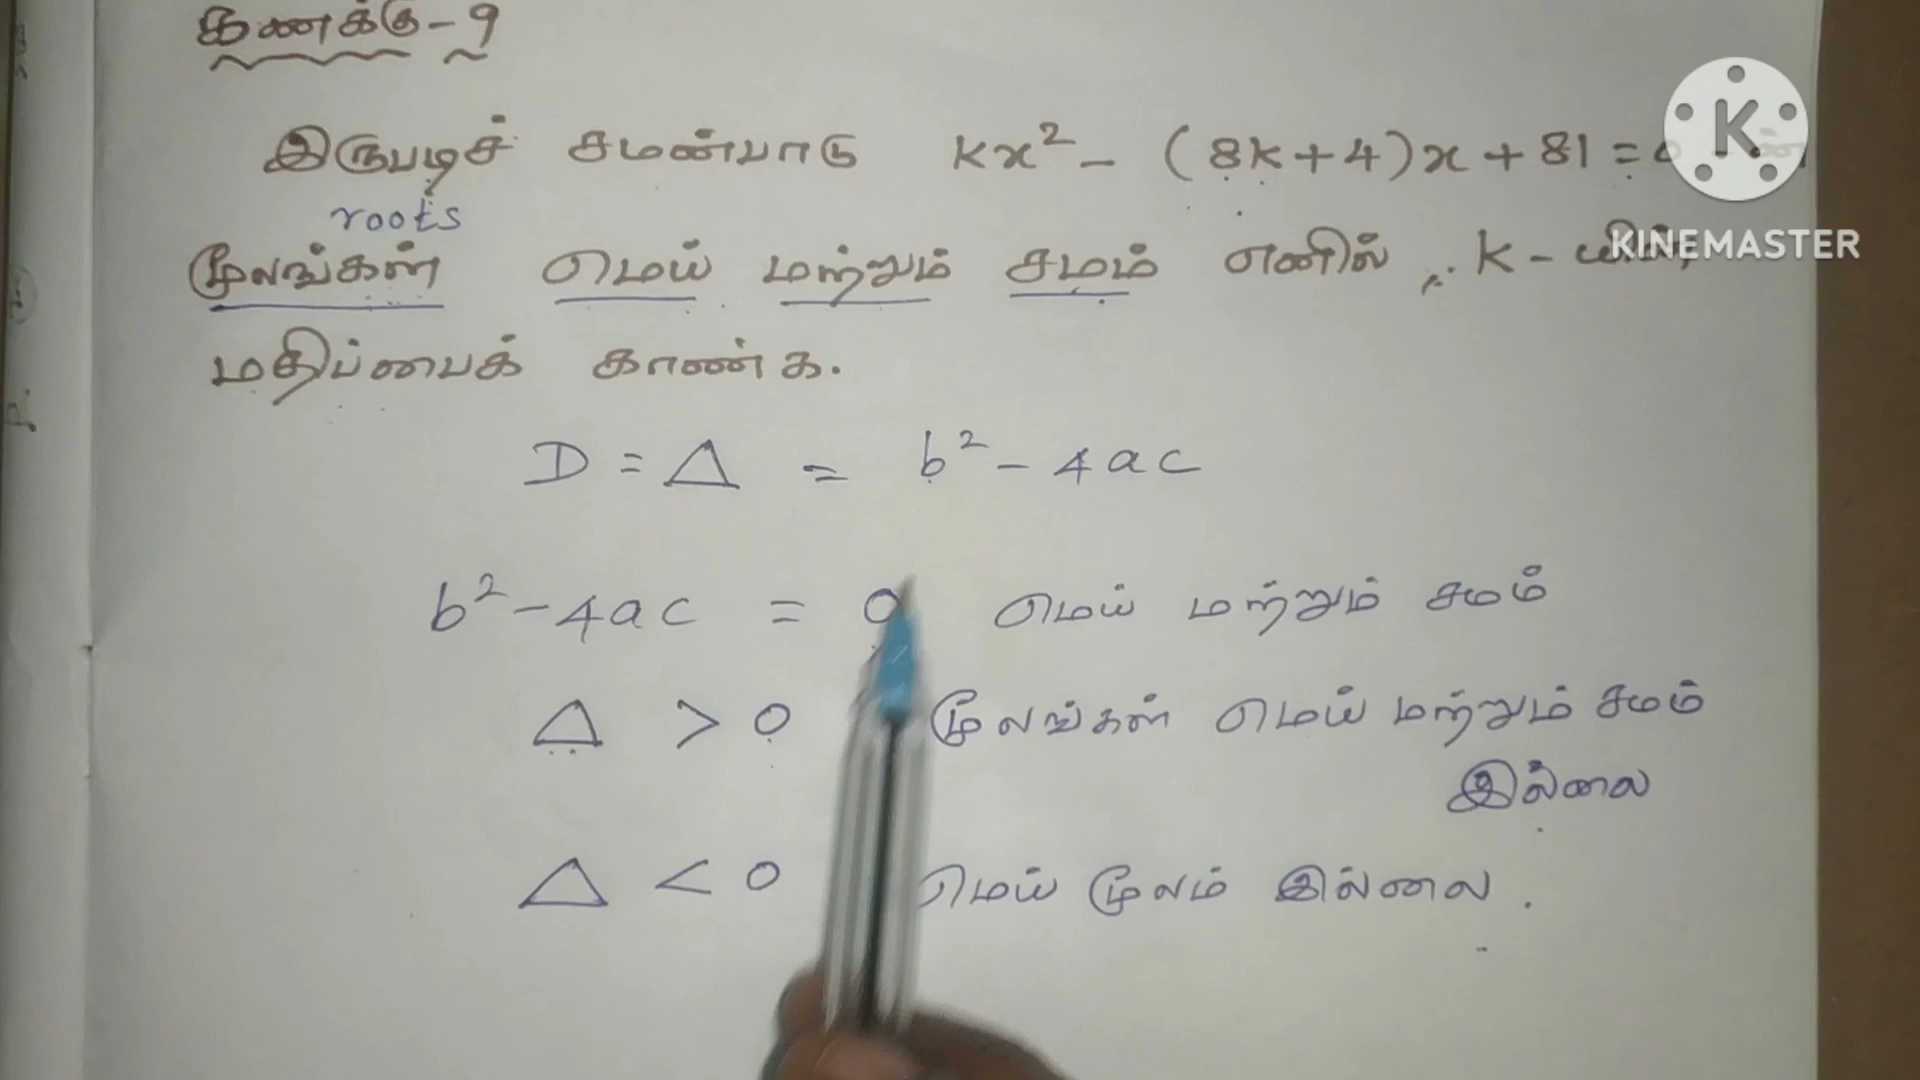 கணக்கு - 9
இருபடிச் சமன்பாடு kx² - (8k+4)x + 81 =
roots
மூலங்கள் மெய் மற்றும் சமம் எனில், k -
KINEMASTER
மதிப்பைக் காண்க.
D = △ = b² - 4ac
b² - 4ac = 0 மெய் மற்றும் சமம்
△ > 0 மூலங்கள் மெய் மற்றும் சமம்
இல்லை
△ < 0 மெய் மூலம் இல்லை.